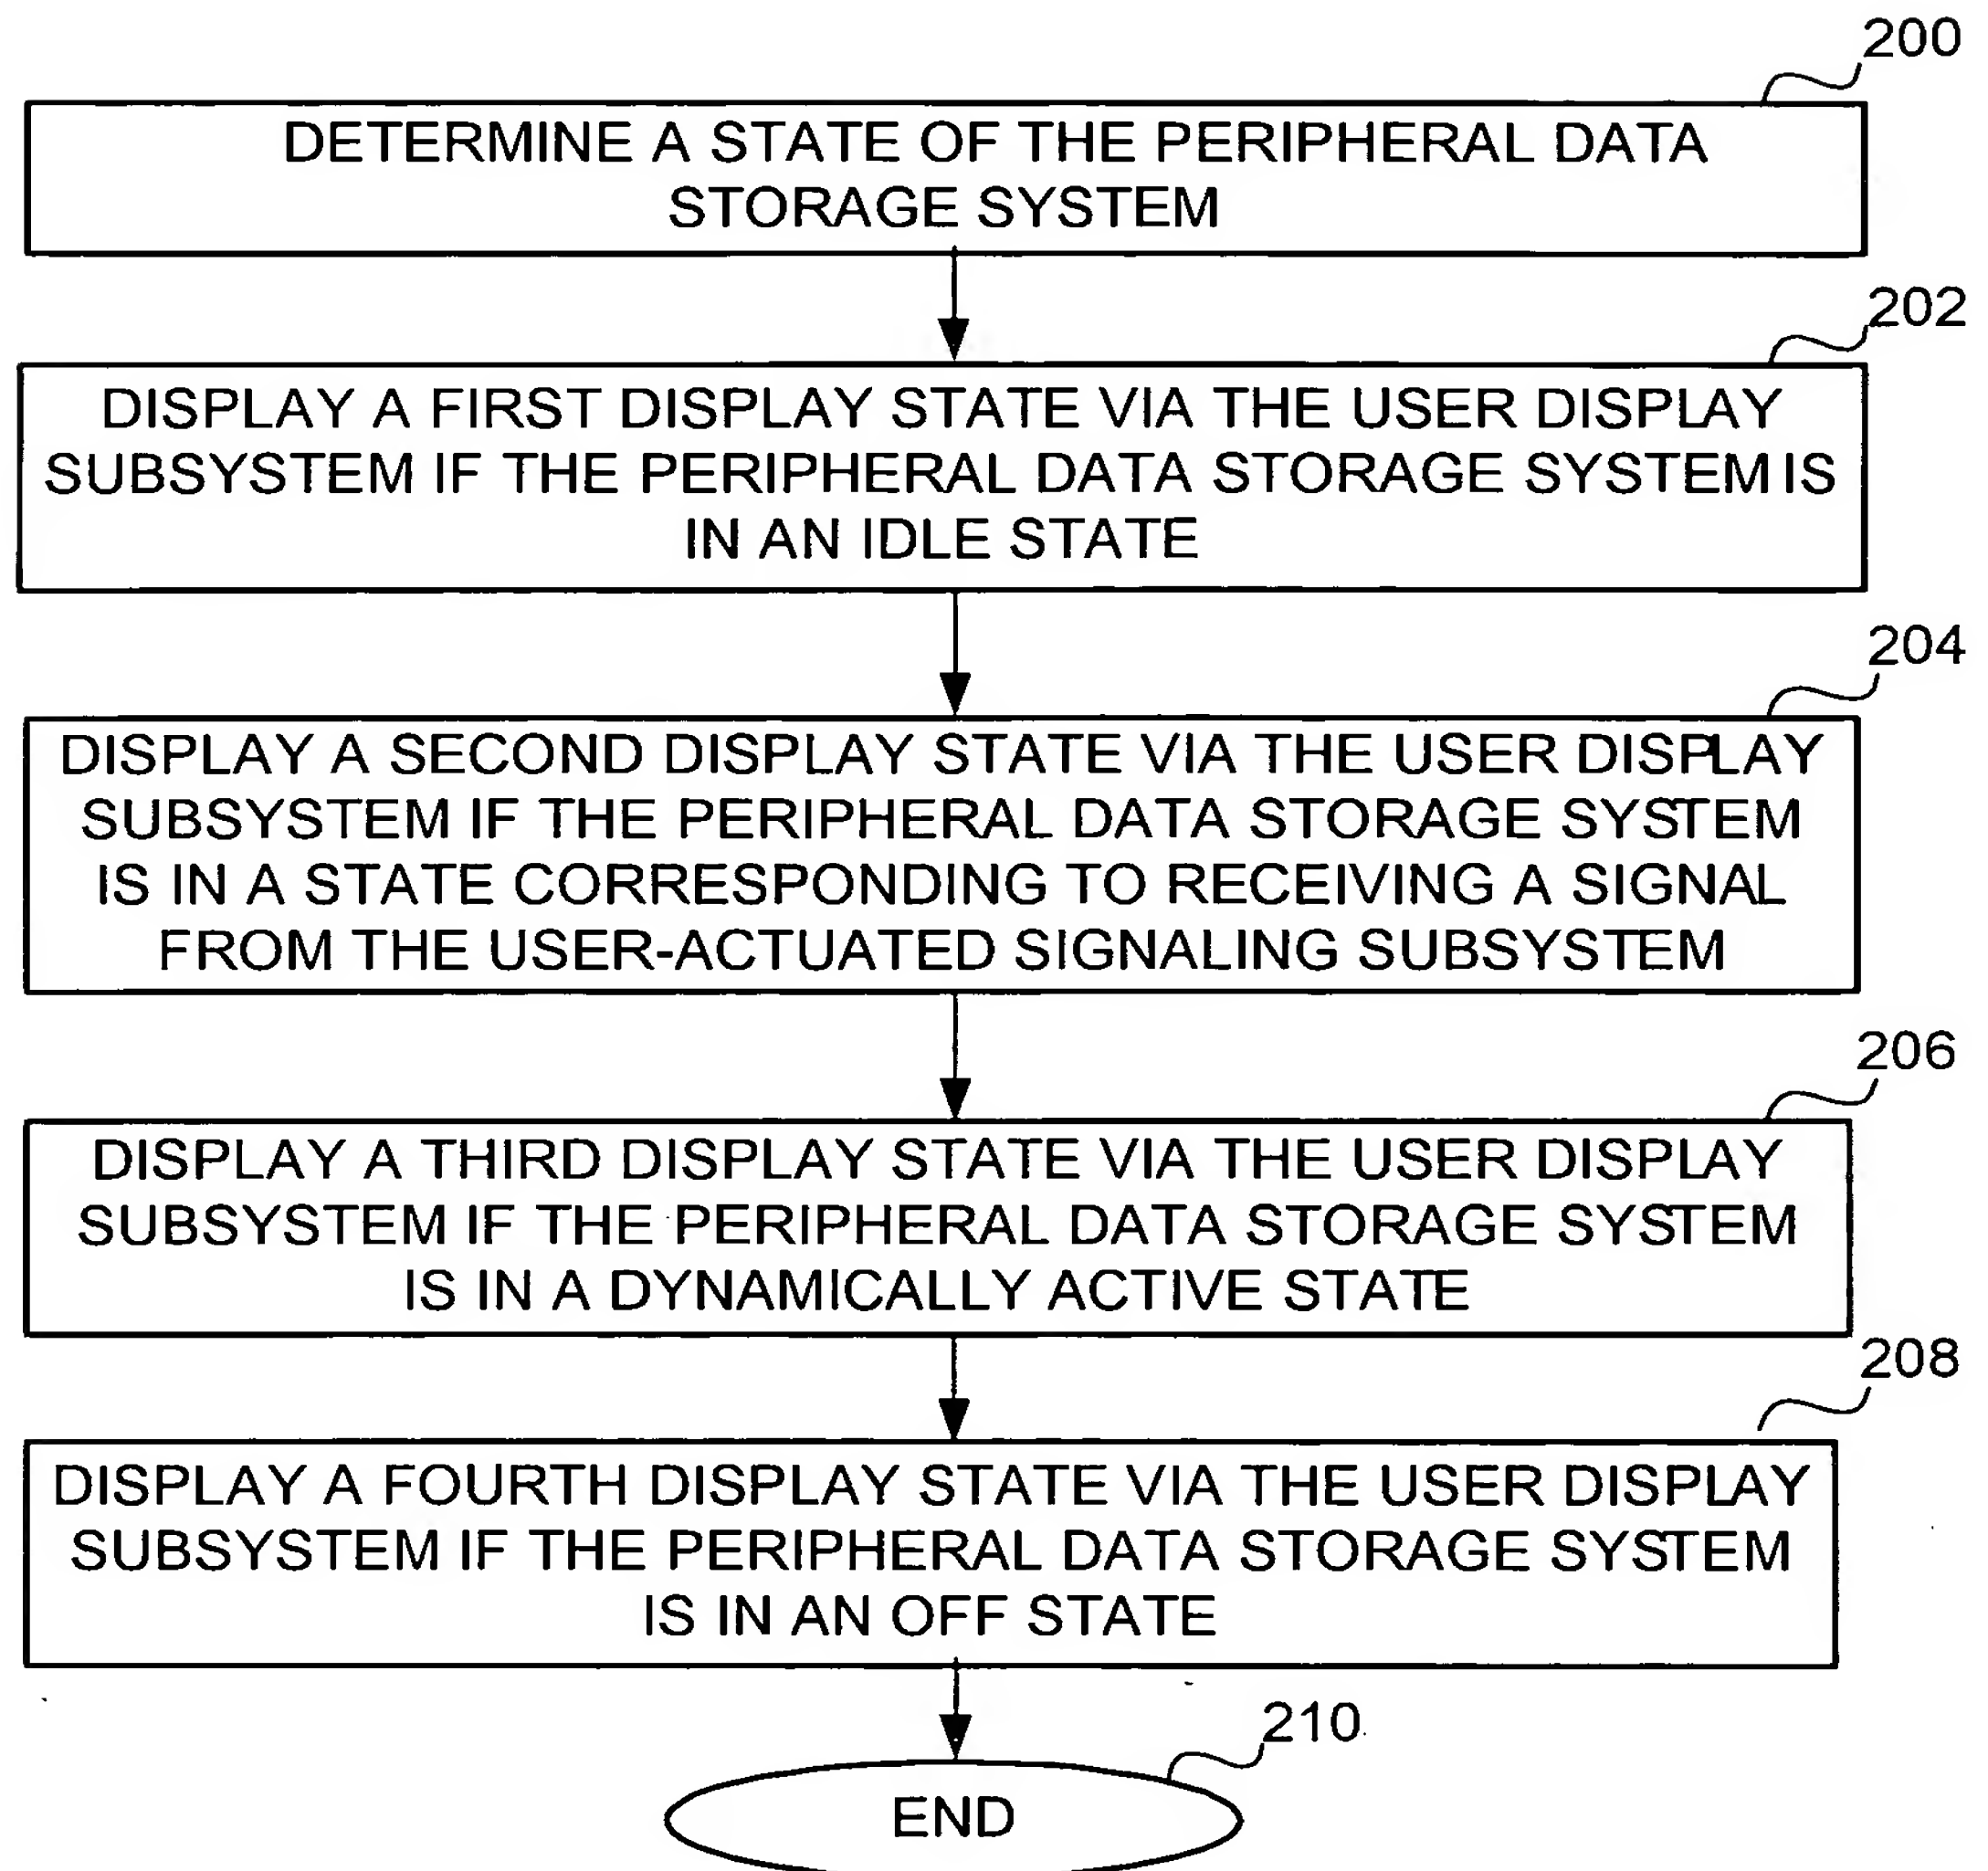 200
DETERMINE A STATE OF THE PERIPHERAL DATA
STORAGE SYSTEM
202
DISPLAY A FIRST DISPLAY STATE VIA THE USER DISPLAY
SUBSYSTEM IF THE PERIPHERAL DATA STORAGE SYSTEM IS
IN AN IDLE STATE
204
DISPLAY A SECOND DISPLAY STATE VIA THE USER DISPLAY
SUBSYSTEM IF THE PERIPHERAL DATA STORAGE SYSTEM
IS IN A STATE CORRESPONDING TO RECEIVING A SIGNAL
FROM THE USER-ACTUATED SIGNALING SUBSYSTEM
206
DISPLAY A THIRD DISPLAY STATE VIA THE USER DISPLAY
SUBSYSTEM IF THE PERIPHERAL DATA STORAGE SYSTEM
IS IN A DYNAMICALLY ACTIVE STATE
208
DISPLAY A FOURTH DISPLAY STATE VIA THE USER DISPLAY
SUBSYSTEM IF THE PERIPHERAL DATA STORAGE SYSTEM
IS IN AN OFF STATE
210
END